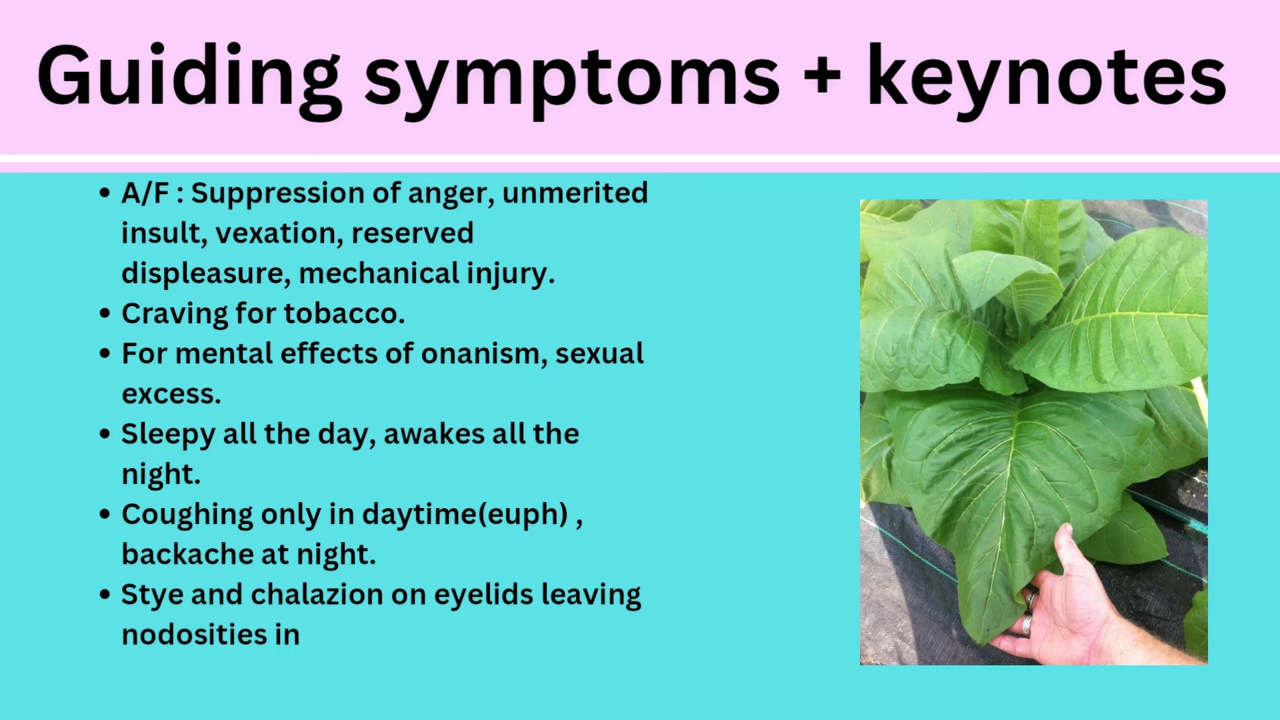 Guiding symptoms + keynotes
• A/F : Suppression of anger, unmerited
insult, vexation, reserved
displeasure, mechanical injury.
• Craving for tobacco.
• For mental effects of onanism, sexual
excess.
• Sleepy all the day, awakes all the
night.
• Coughing only in daytime(euph) ,
backache at night.
• Stye and chalazion on eyelids leaving
nodosities in